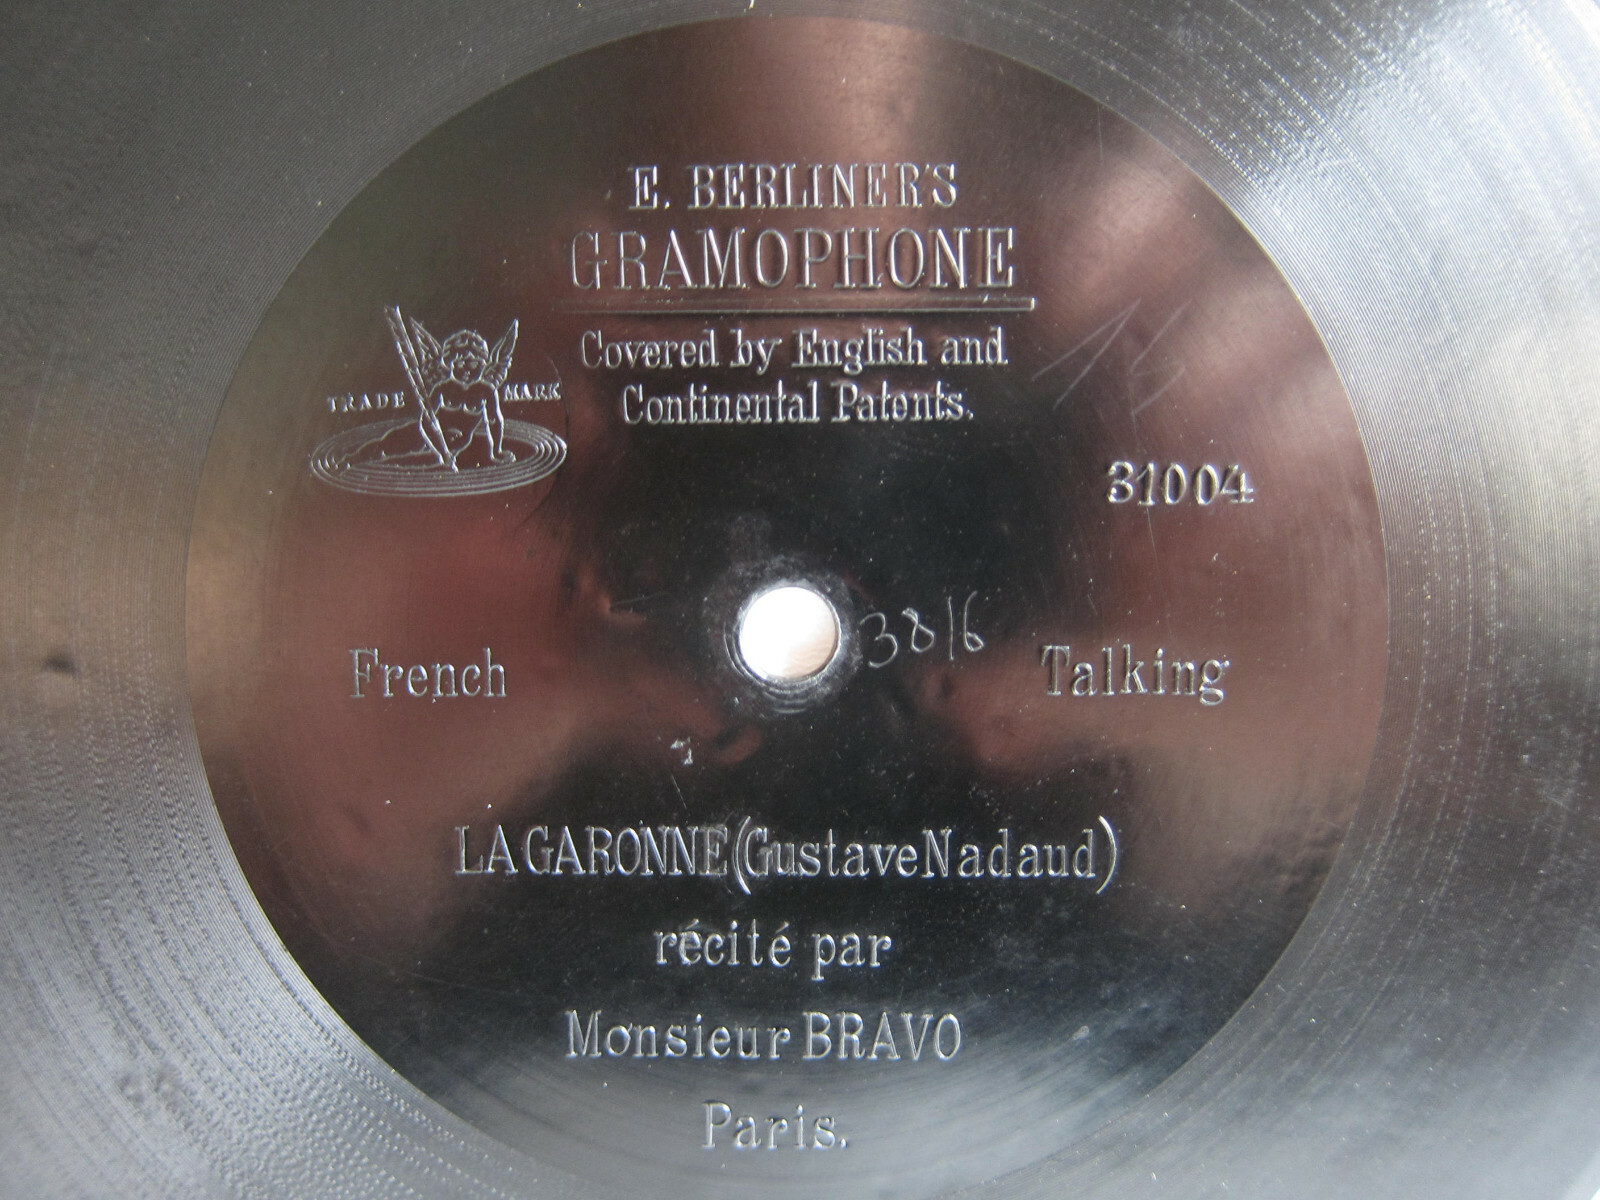 E. BERLINER'S
GRAMOPHONE
Covered by English and
Continental Patents.
TRADE MARK
31004
3816
French Talking
LA GARONNE (Gustave Nadaud)
récité par
Monsieur BRAVO
Paris.